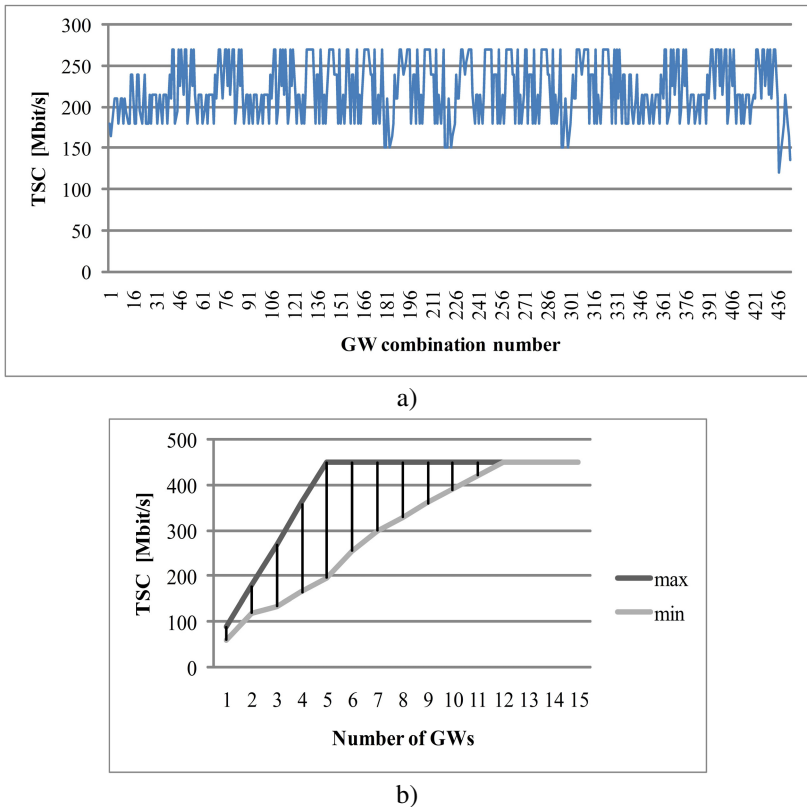 300
250
200
150
100
50
0
TSC [Mbit/s]
1 16 31 46 61 76 91 106 121 136 151 166 181 196 211 226 241 256 271 286 301 316 331 346 361 376 391 406 421 436
GW combination number
a)
500
400
300
200
100
0
TSC [Mbit/s]
max
min
1 2 3 4 5 6 7 8 9 10 11 12 13 14 15
Number of GWs
b)